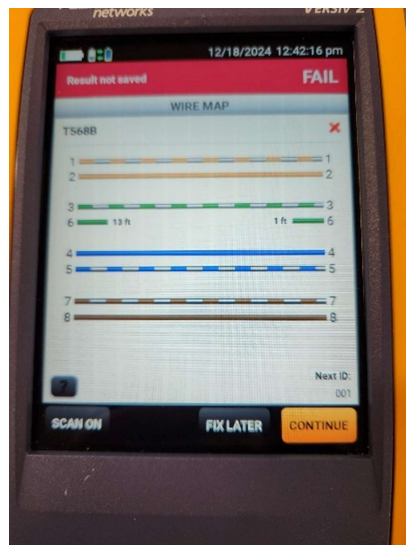 networks
VERSIV 2
12/18/2024 12:42:16 pm
Result not saved FAIL
WIRE MAP
T568B
1 1
2 2
3 3
6 13 ft 1 ft 6
4 4
5 5
7 7
8 8
Next ID:
001
?
SCAN ON FIX LATER CONTINUE